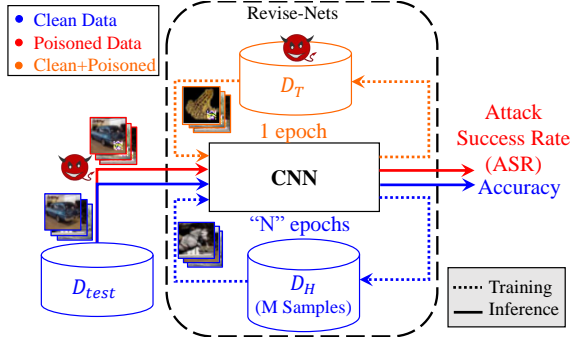 Clean Data
Poisoned Data
Clean+Poisoned
Revise-Nets
D_T
1 epoch
CNN
"N" epochs
D_H
(M Samples)
D_test
Attack
Success Rate
(ASR)
Accuracy
Training
Inference